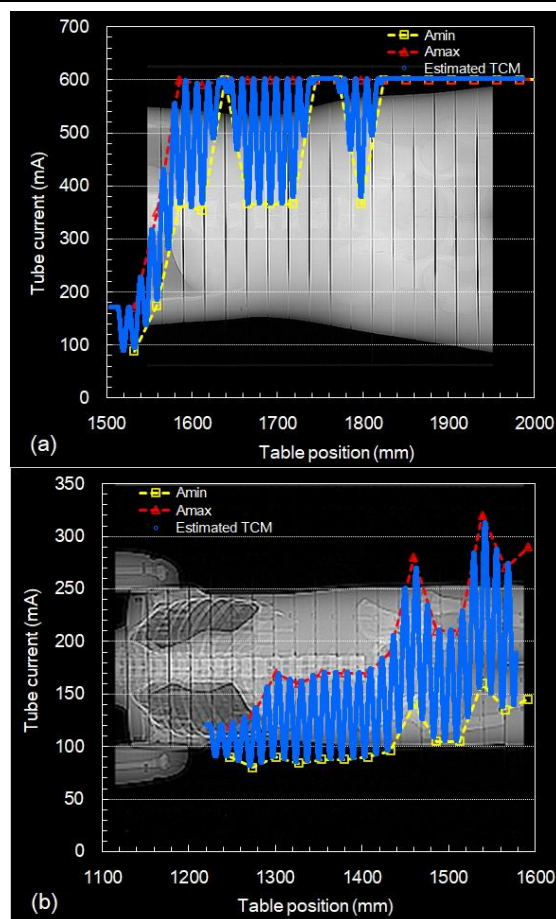 700
Amin
Amax
Estimated TCM
600
500
400
300
200
100
0
Tube current (mA)
1500
1600
1700
1800
1900
2000
(a)
Table position (mm)
350
Amin
Amax
Estimated TCM
300
250
200
150
100
50
0
Tube current (mA)
1100
1200
1300
1400
1500
1600
(b)
Table position (mm)